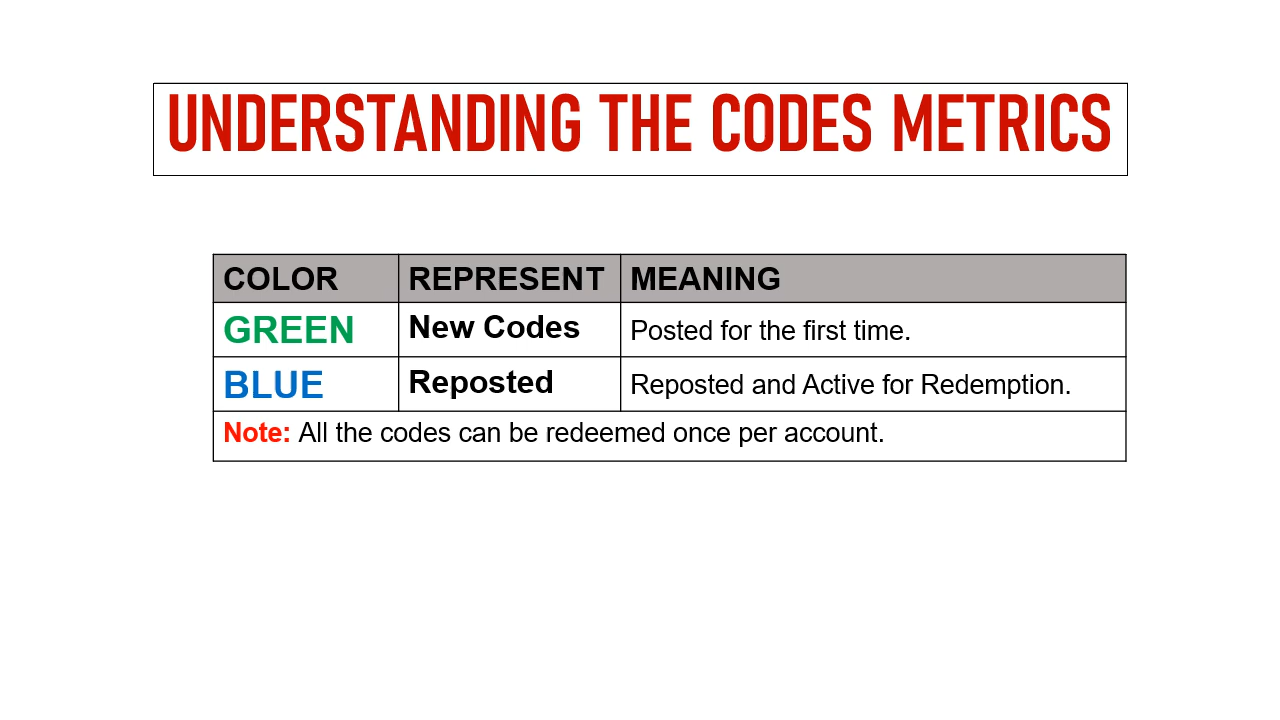 UNDERSTANDING THE CODES METRICS
COLOR REPRESENT MEANING
GREEN New Codes Posted for the first time.
BLUE Reposted Reposted and Active for Redemption.
Note: All the codes can be redeemed once per account.